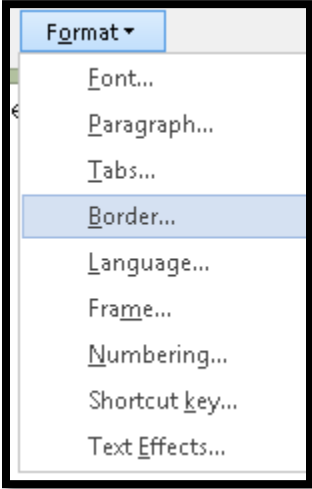 Format ▾
Font...
Paragraph...
Tabs...
Border...
Language...
Frame...
Numbering...
Shortcut key...
Text Effects...